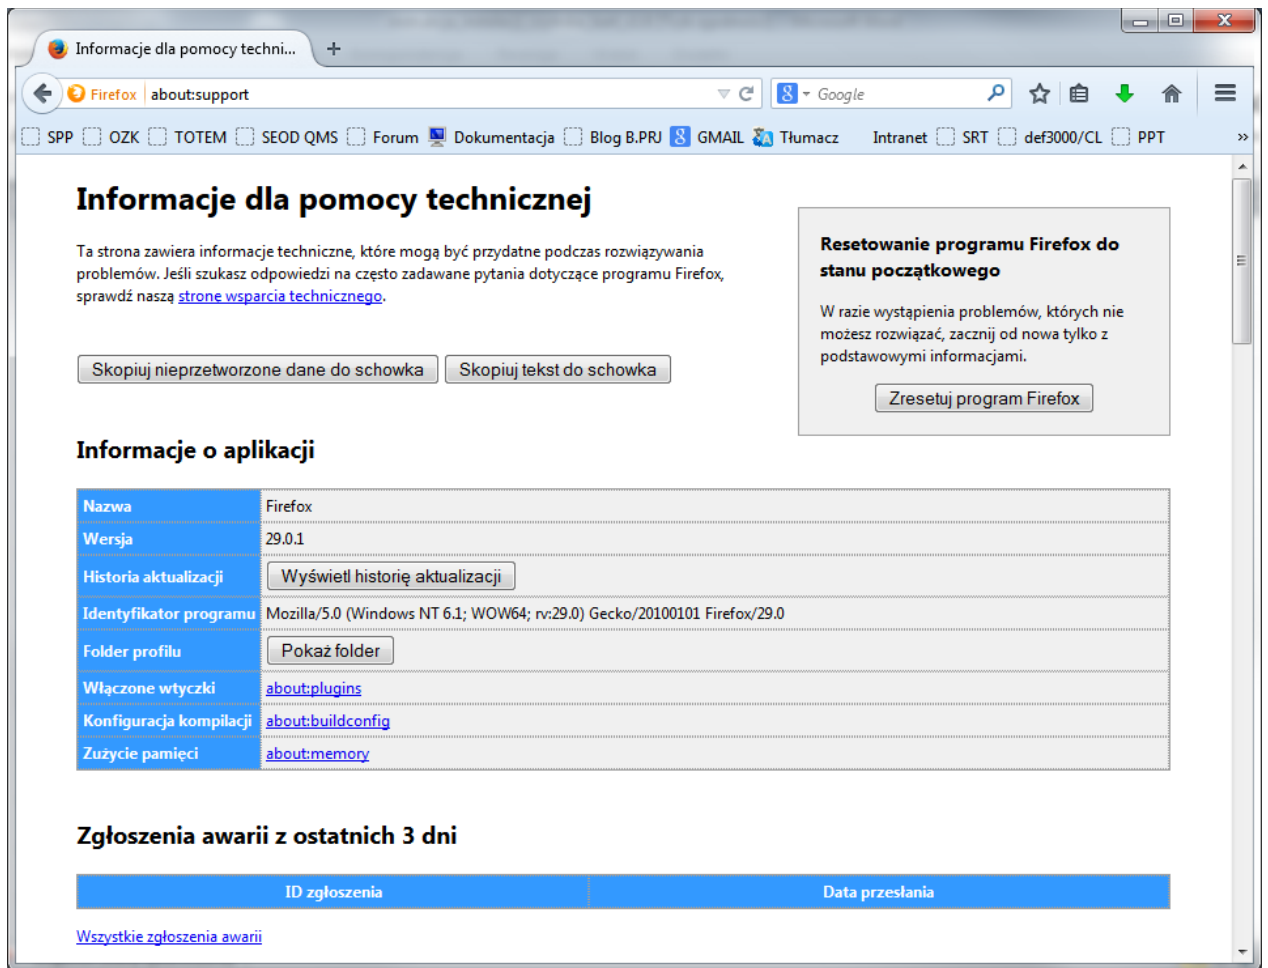 Informacje dla pomocy techni...
Firefox about:support Google
SPP OZK TOTEM SEOD QMS Forum Dokumentacja Blog B.PRJ GMAIL Tłumacz Intranet SRT def3000/CL PPT »
Informacje dla pomocy technicznej
Ta strona zawiera informacje techniczne, które mogą być przydatne podczas rozwiązywania
problemów. Jeśli szukasz odpowiedzi na często zadawane pytania dotyczące programu Firefox,
sprawdź naszą stronę wsparcia technicznego.
Skopiuj nieprzetworzone dane do schowka Skopiuj tekst do schowka
Resetowanie programu Firefox do
stanu początkowego
W razie wystąpienia problemów, których nie
możesz rozwiązać, zacznij od nowa tylko z
podstawowymi informacjami.
Zresetuj program Firefox
Informacje o aplikacji
Nazwa Firefox
Wersja 29.0.1
Historia aktualizacji Wyświetl historię aktualizacji
Identyfikator programu Mozilla/5.0 (Windows NT 6.1; WOW64; rv:29.0) Gecko/20100101 Firefox/29.0
Folder profilu Pokaż folder
Włączone wtyczki about:plugins
Konfiguracja kompilacji about:buildconfig
Zużycie pamięci about:memory
Zgłoszenia awarii z ostatnich 3 dni
ID zgłoszenia Data przesłania
Wszystkie zgłoszenia awarii